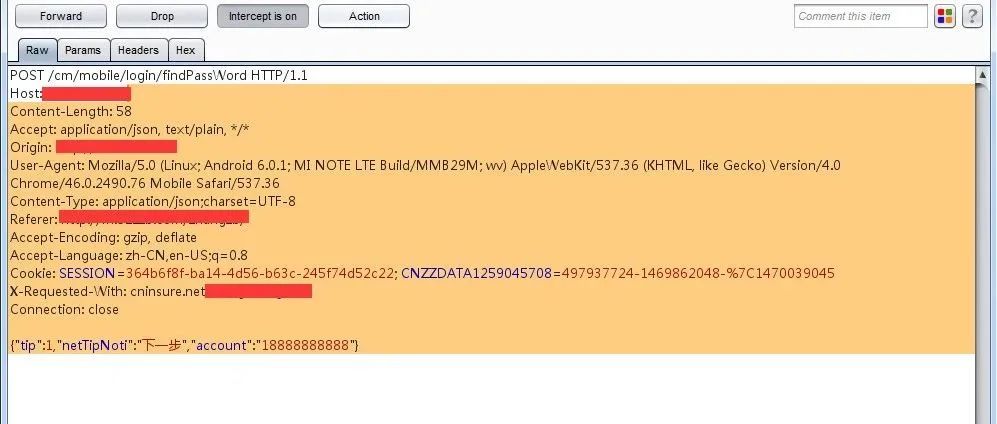 Forward Drop Intercept is on Action Comment this item ?
Raw Params Headers Hex
POST /cm/mobile/login/findPassWord HTTP/1.1
Host:
Content-Length: 58
Accept: application/json, text/plain, */*
Origin:
User-Agent: Mozilla/5.0 (Linux; Android 6.0.1; MI NOTE LTE Build/MMB29M; wv) AppleWebKit/537.36 (KHTML, like Gecko) Version/4.0
Chrome/46.0.2490.76 Mobile Safari/537.36
Content-Type: application/json;charset=UTF-8
Referer:
Accept-Encoding: gzip, deflate
Accept-Language: zh-CN,en-US;q=0.8
Cookie: SESSION=364b6f8f-ba14-4d56-b63c-245f74d52c22; CNZZDATA1259045708=497937724-1469862048-%7C1470039045
X-Requested-With: cninsure.net
Connection: close
{"tip":1,"netTipNoti":"下一步","account":"18888888888"}